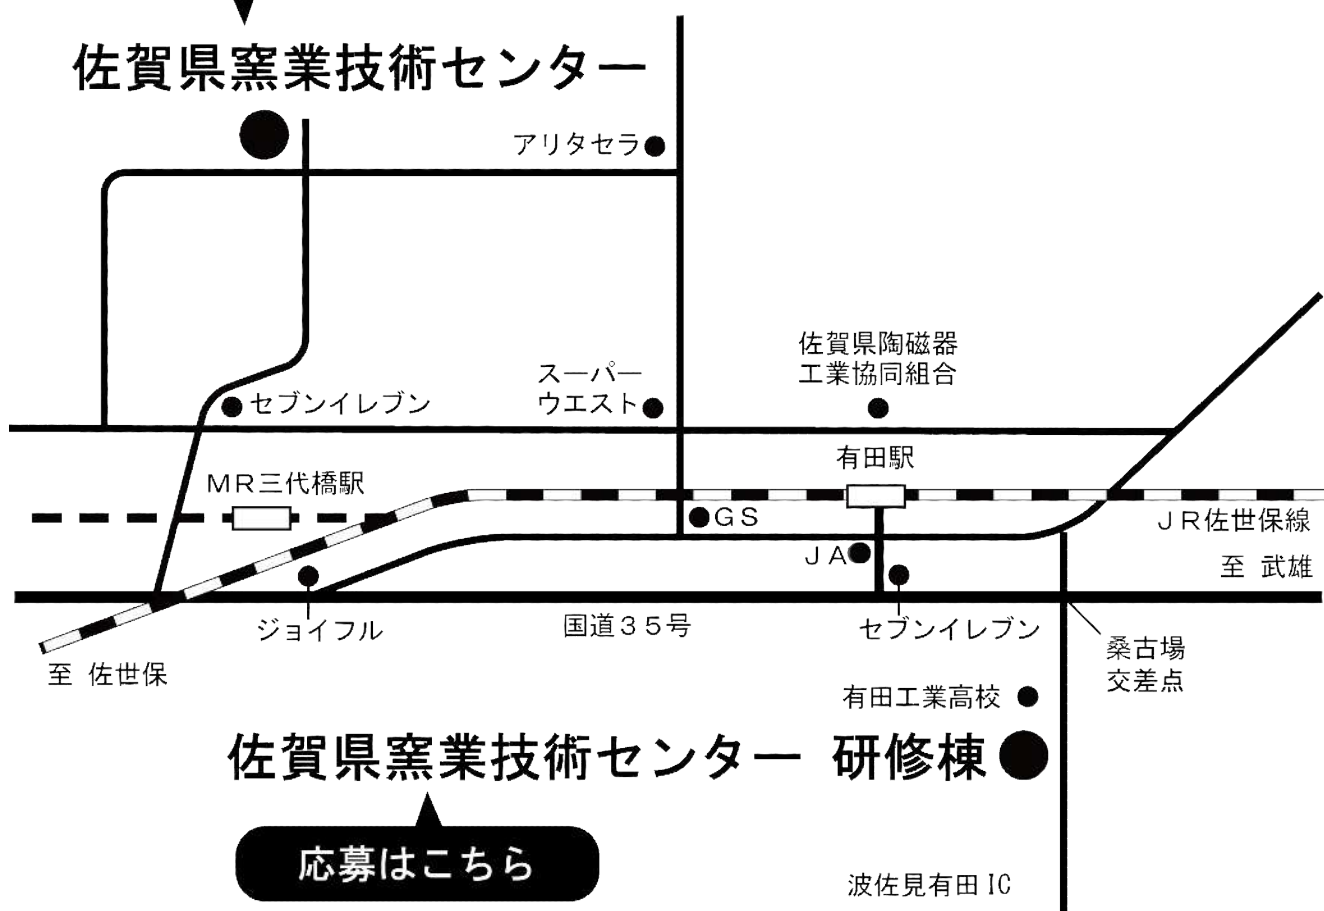 佐賀県窯業技術センター
アリタセラ
佐賀県陶磁器
工業協同組合
スーパー
ウエスト
セブンイレブン
有田駅
MR三代橋駅
GS
JR佐世保線
JA
至 武雄
ジョイフル
国道35号
セブンイレブン
桑古場
交差点
至 佐世保
有田工業高校
佐賀県窯業技術センター 研修棟
応募はこちら
波佐見有田IC